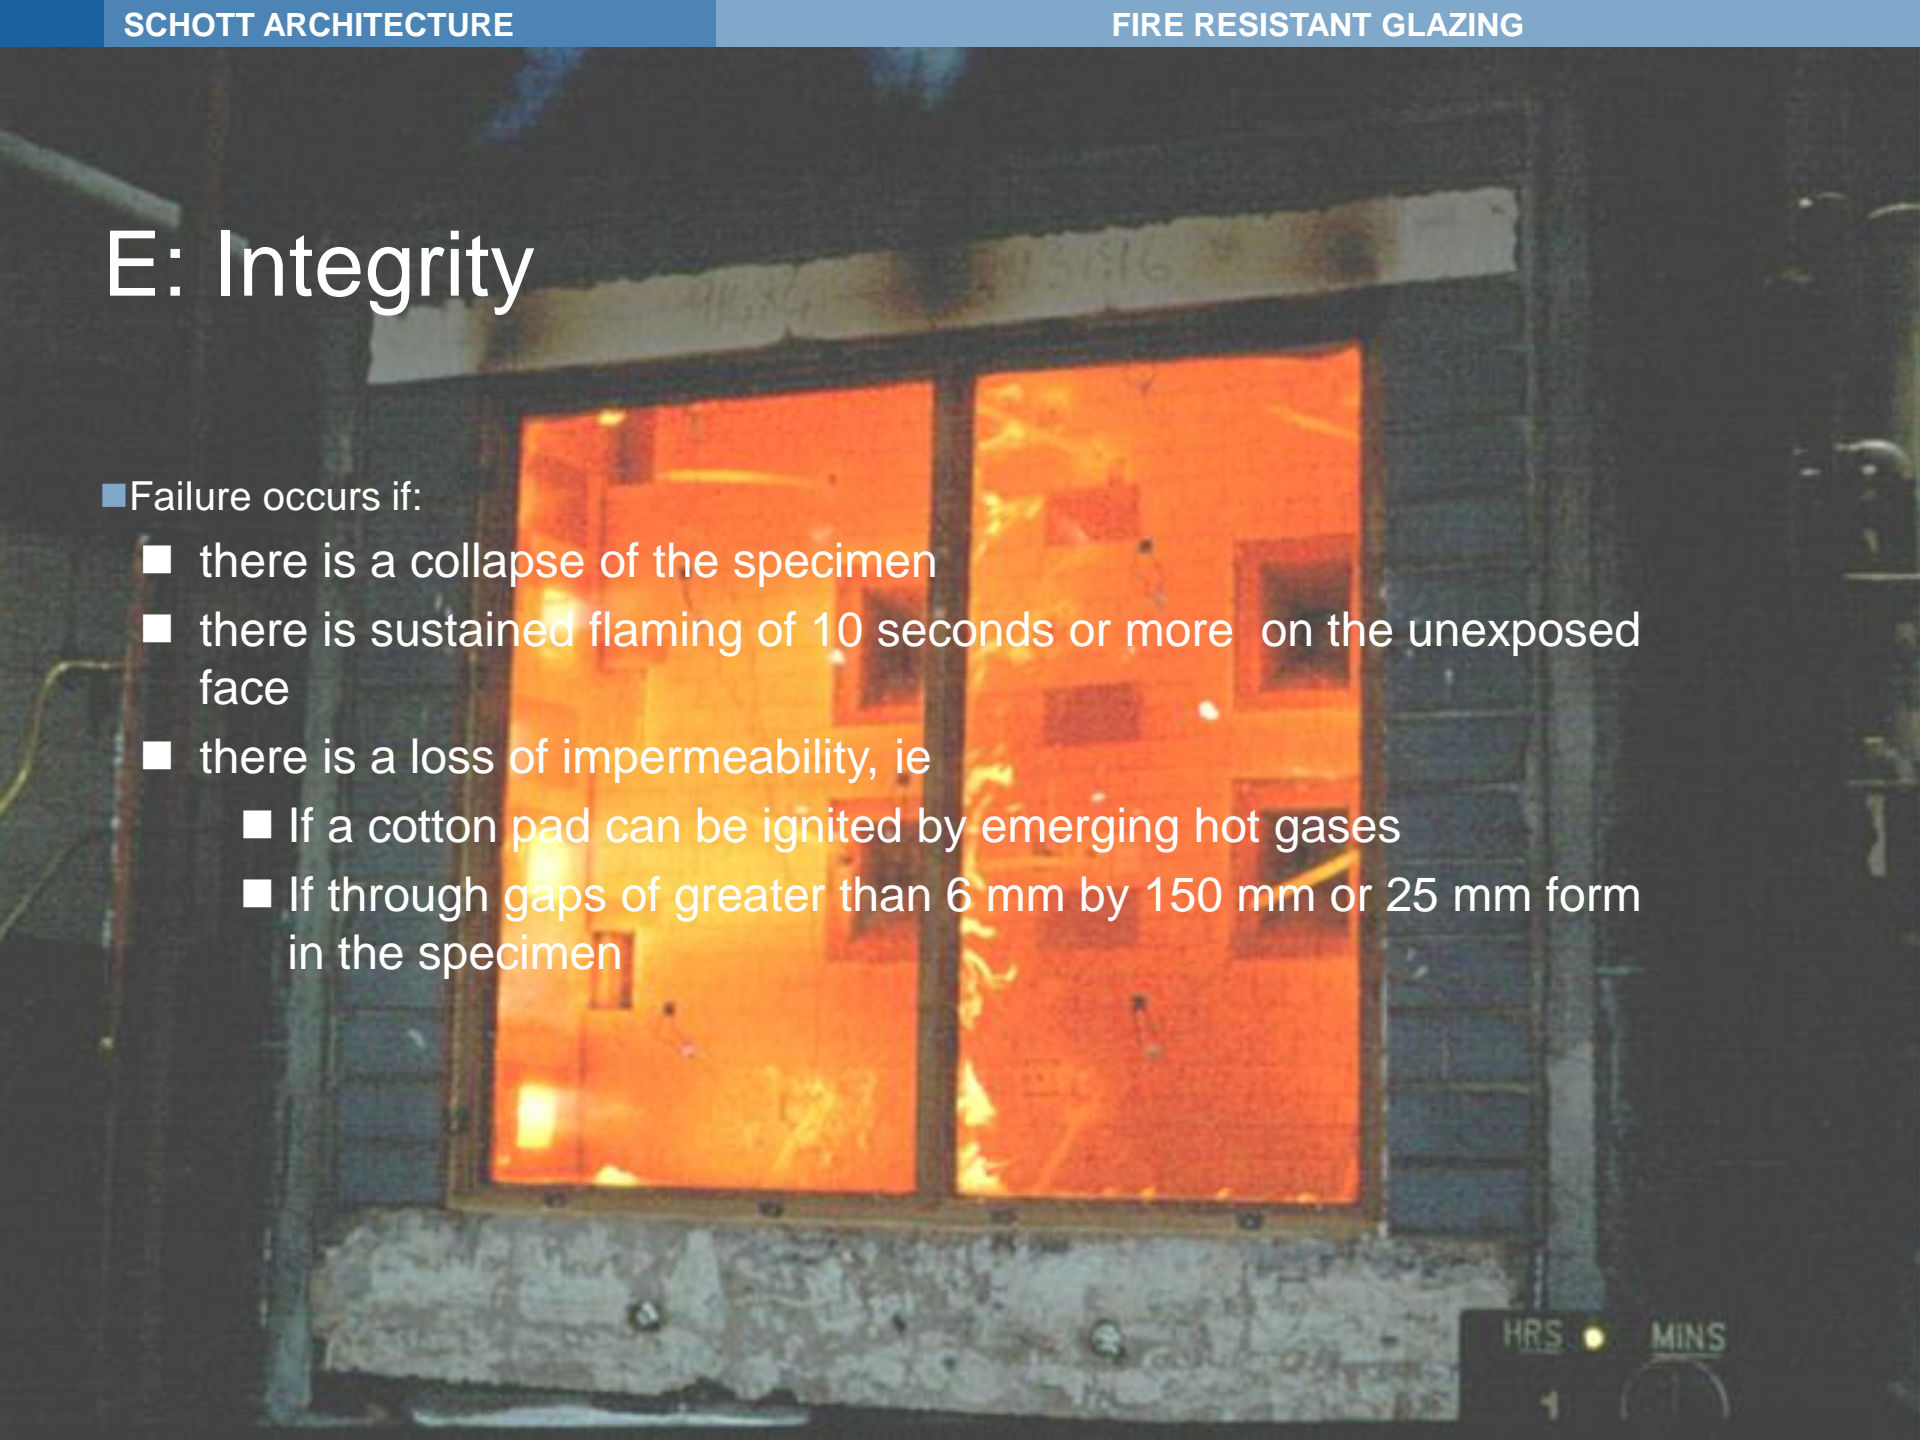 SCHOTT ARCHITECTURE
FIRE RESISTANT GLAZING
E: Integrity
Failure occurs if:
there is a collapse of the specimen
there is sustained flaming of 10 seconds or more on the unexposed
face
there is a loss of impermeability, ie
If a cotton pad can be ignited by emerging hot gases
If through gaps of greater than 6 mm by 150 mm or 25 mm form
in the specimen
HRS MINS
1